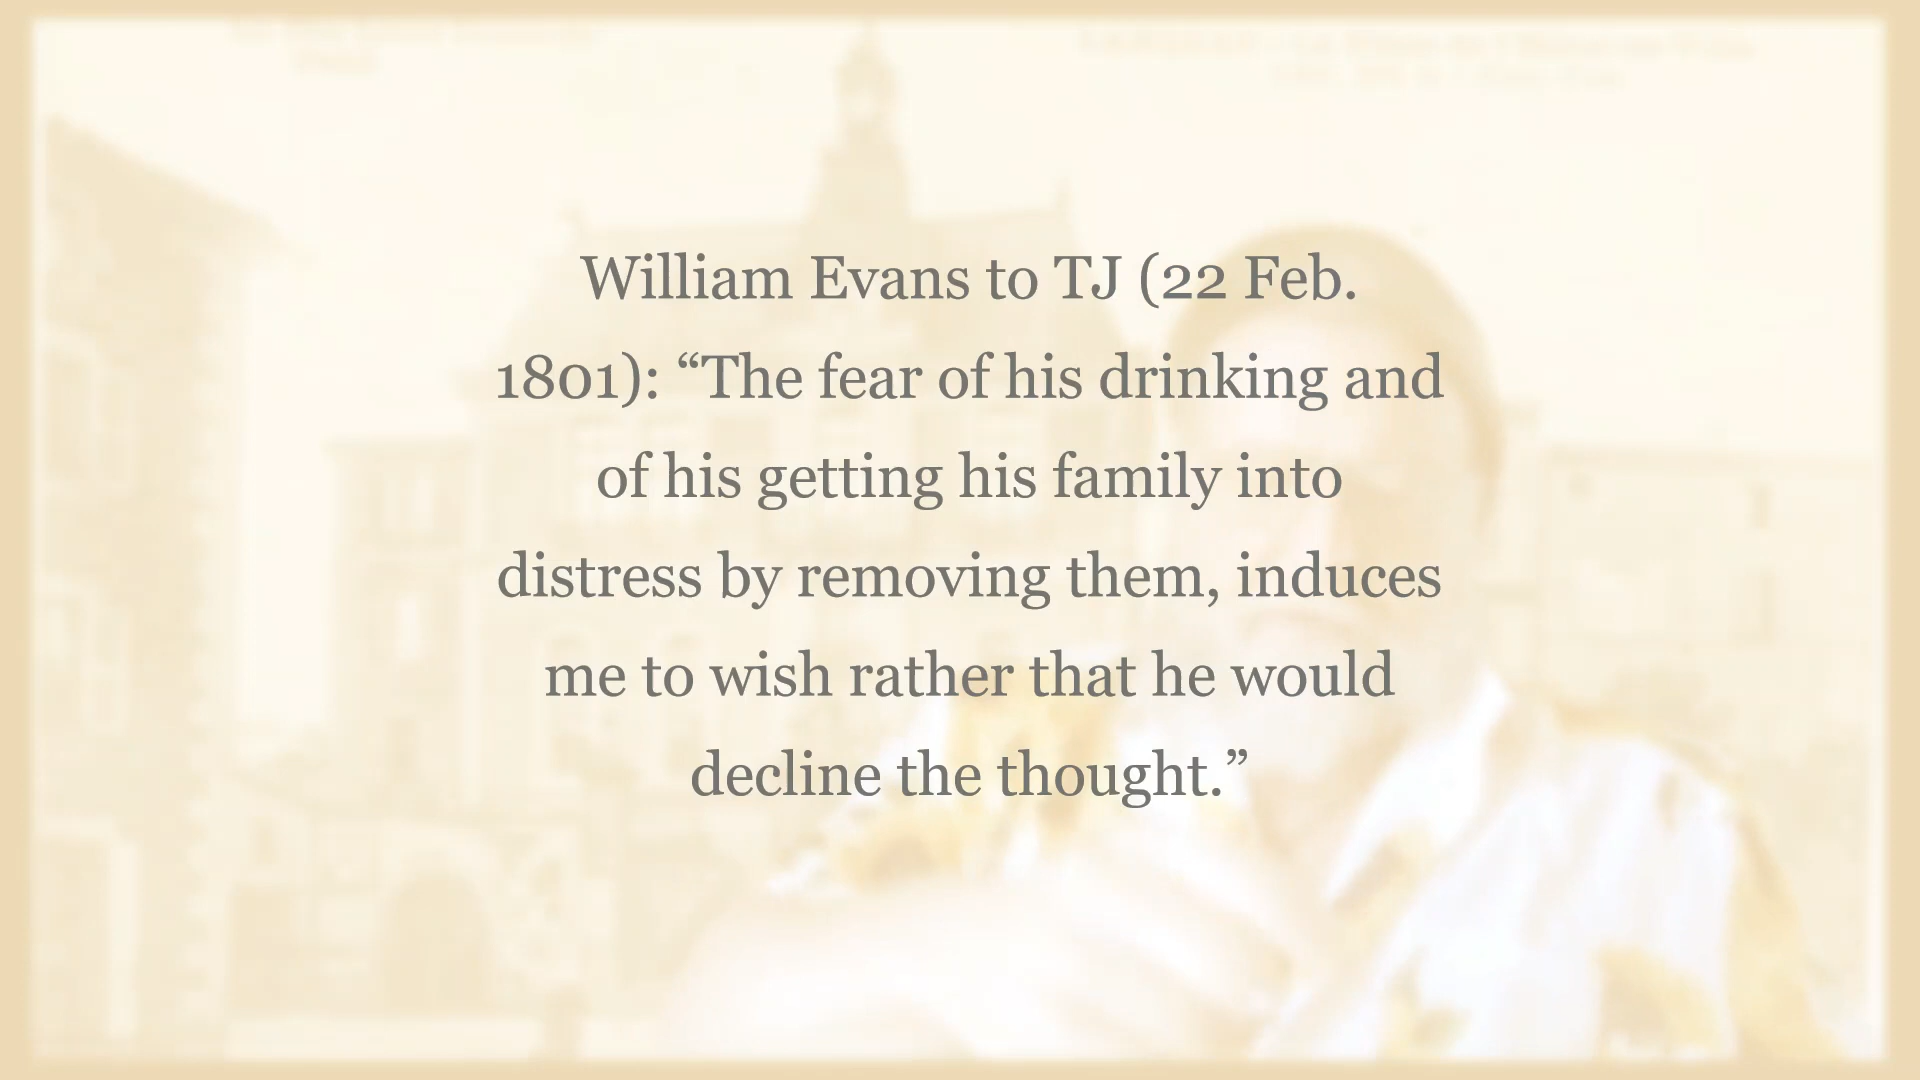 William Evans to TJ (22 Feb.
1801): “The fear of his drinking and
of his getting his family into
distress by removing them, induces
me to wish rather that he would
decline the thought.”